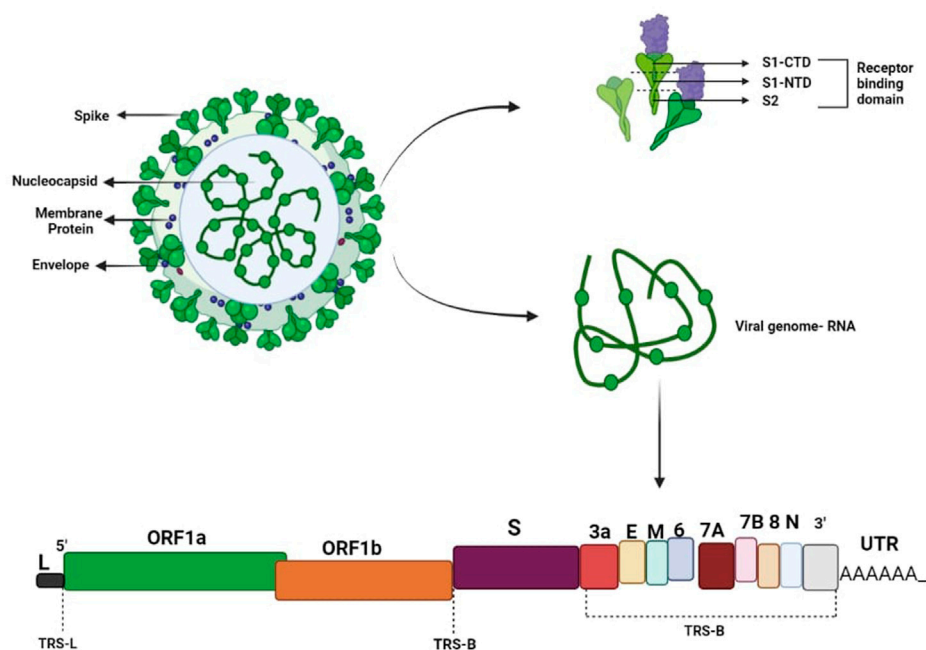 Spike
Nucleocapsid
Membrane
Protein
Envelope
S1-CTD
S1-NTD
S2
Receptor
binding
domain
Viral genome- RNA
L
5'
ORF1a
ORF1b
S
3a
E
M
6
7A
7B
8
N
3'
UTR
AAAAAA_
TRS-L
TRS-B
TRS-B